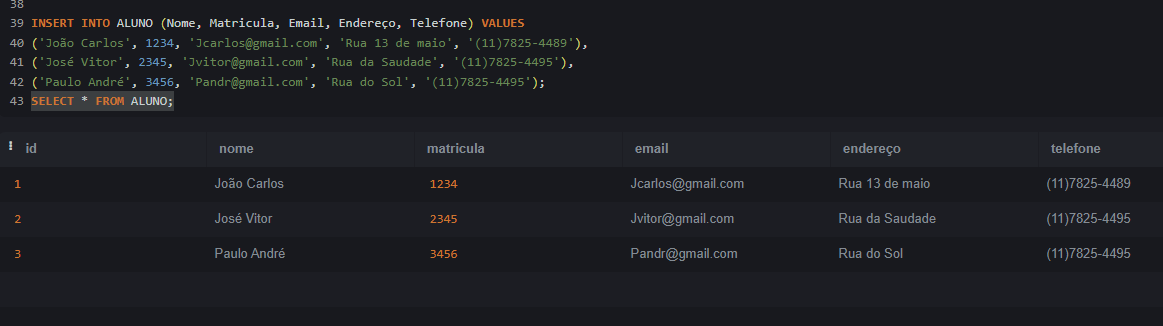 38
39 INSERT INTO ALUNO (Nome, Matricula, Email, Endereço, Telefone) VALUES
40 ('João Carlos', 1234, 'Jcarlos@gmail.com', 'Rua 13 de maio', '(11)7825-4489'),
41 ('José Vitor', 2345, 'Jvitor@gmail.com', 'Rua da Saudade', '(11)7825-4495'),
42 ('Paulo André', 3456, 'Pandr@gmail.com', 'Rua do Sol', '(11)7825-4495');
43 SELECT * FROM ALUNO;
id nome matricula email endereço telefone
1 João Carlos 1234 Jcarlos@gmail.com Rua 13 de maio (11)7825-4489
2 José Vitor 2345 Jvitor@gmail.com Rua da Saudade (11)7825-4495
3 Paulo André 3456 Pandr@gmail.com Rua do Sol (11)7825-4495